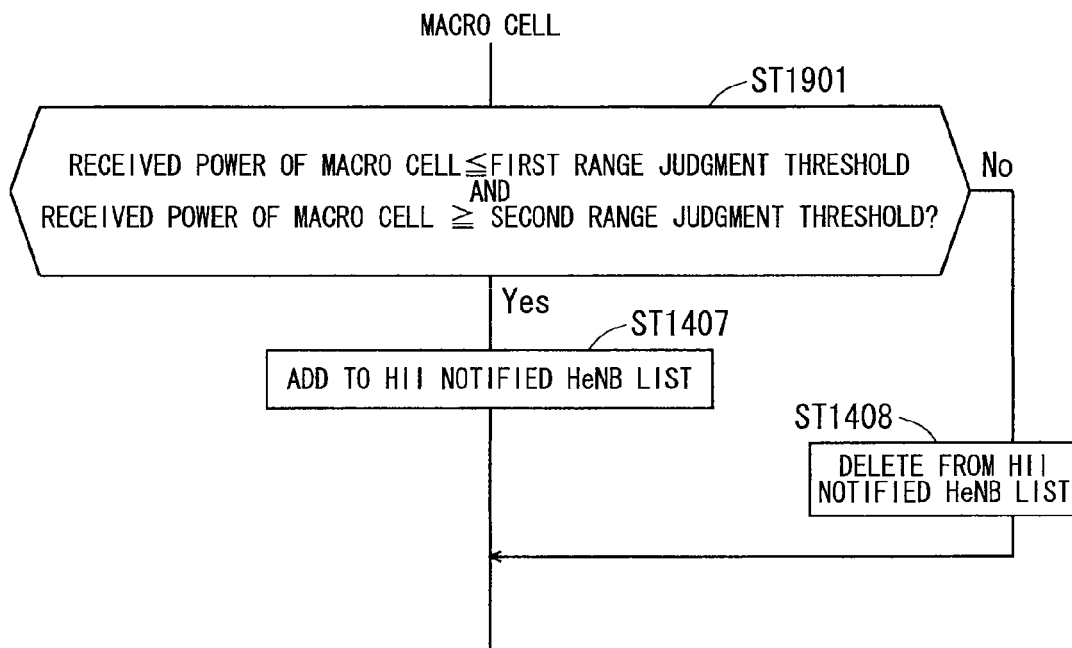 MACRO CELL
ST1901
RECEIVED POWER OF MACRO CELL≦FIRST RANGE JUDGMENT THRESHOLD
AND
RECEIVED POWER OF MACRO CELL ≧ SECOND RANGE JUDGMENT THRESHOLD?
No
Yes
ST1407
ADD TO HII NOTIFIED HeNB LIST
ST1408
DELETE FROM HII
NOTIFIED HeNB LIST